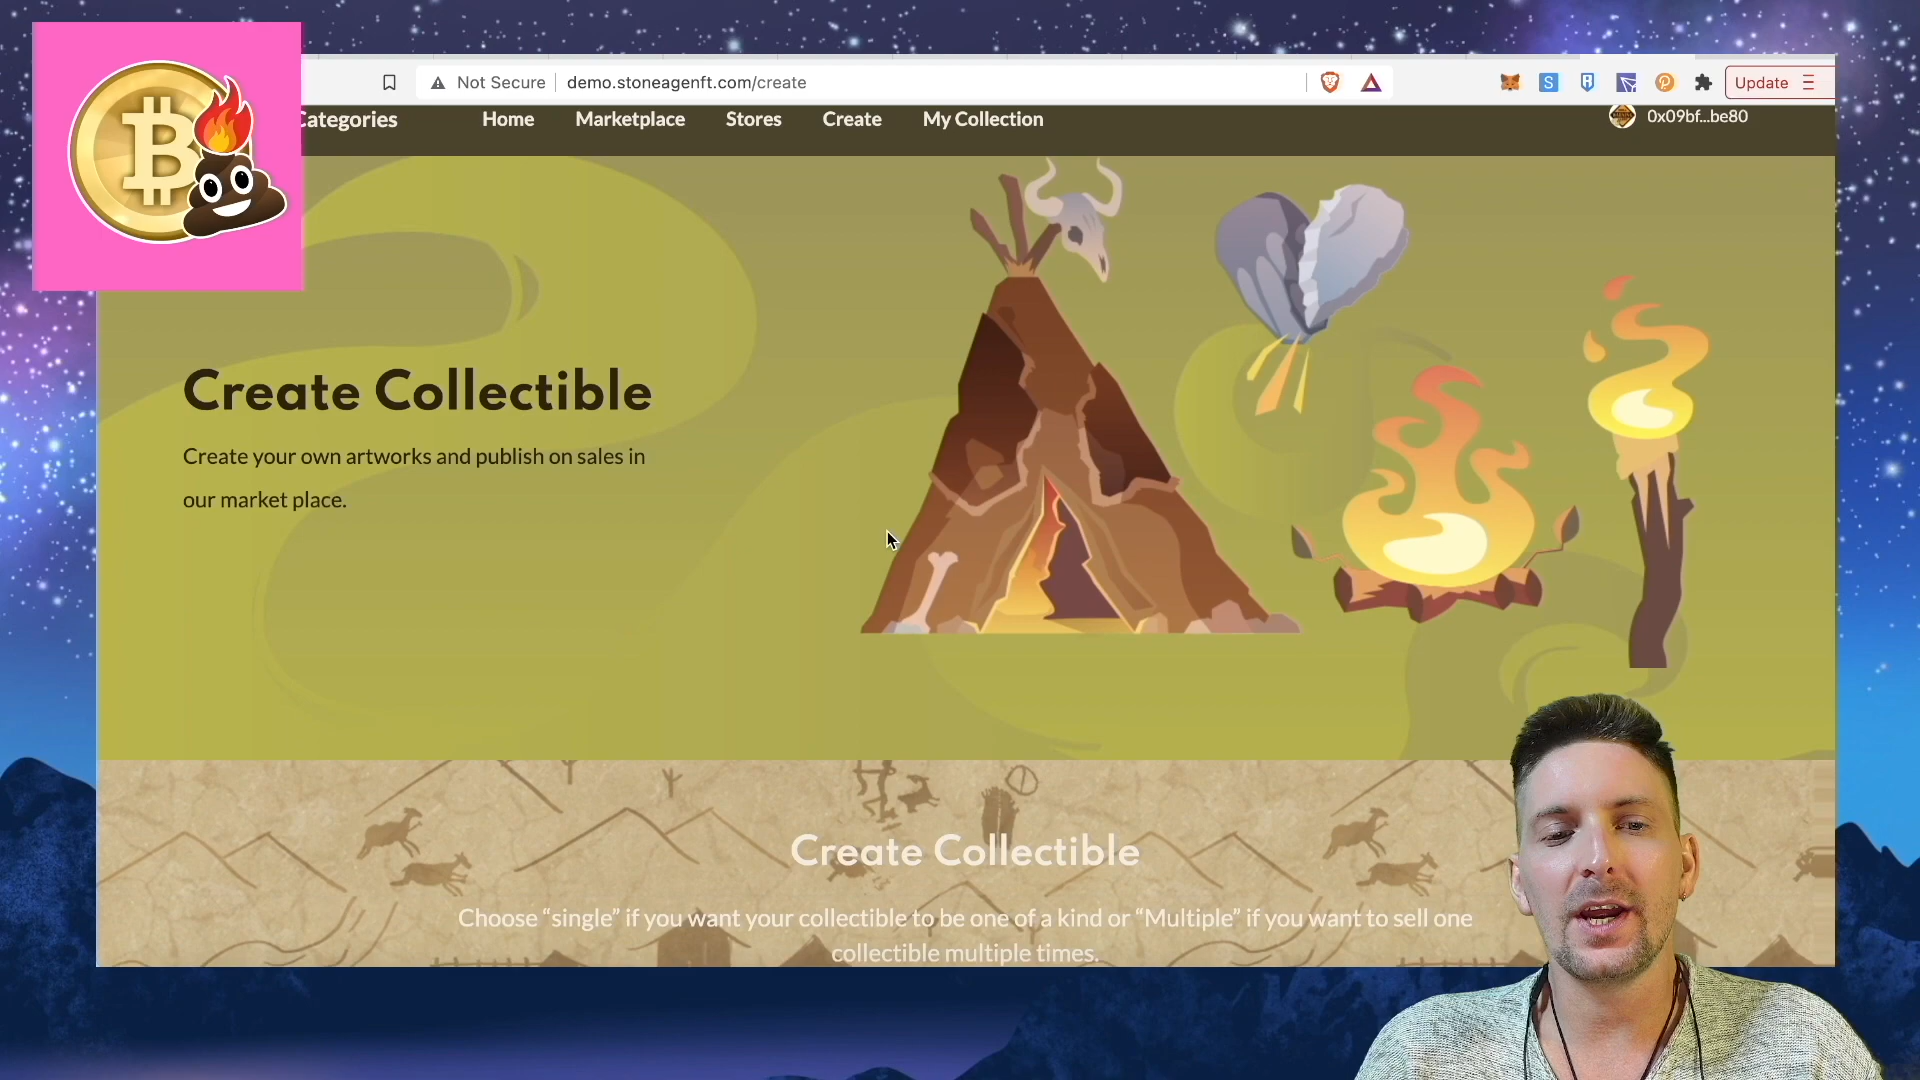 Not Secure
demo.stoneagenft.com/create
Update
Categories
Home
Marketplace
Stores
Create
My Collection
0x09bf...be80
Create Collectible
Create your own artworks and publish on sales in
our market place.
Create Collectible
Choose “single” if you want your collectible to be one of a kind or “Multiple” if you want to sell one
collectible multiple times.